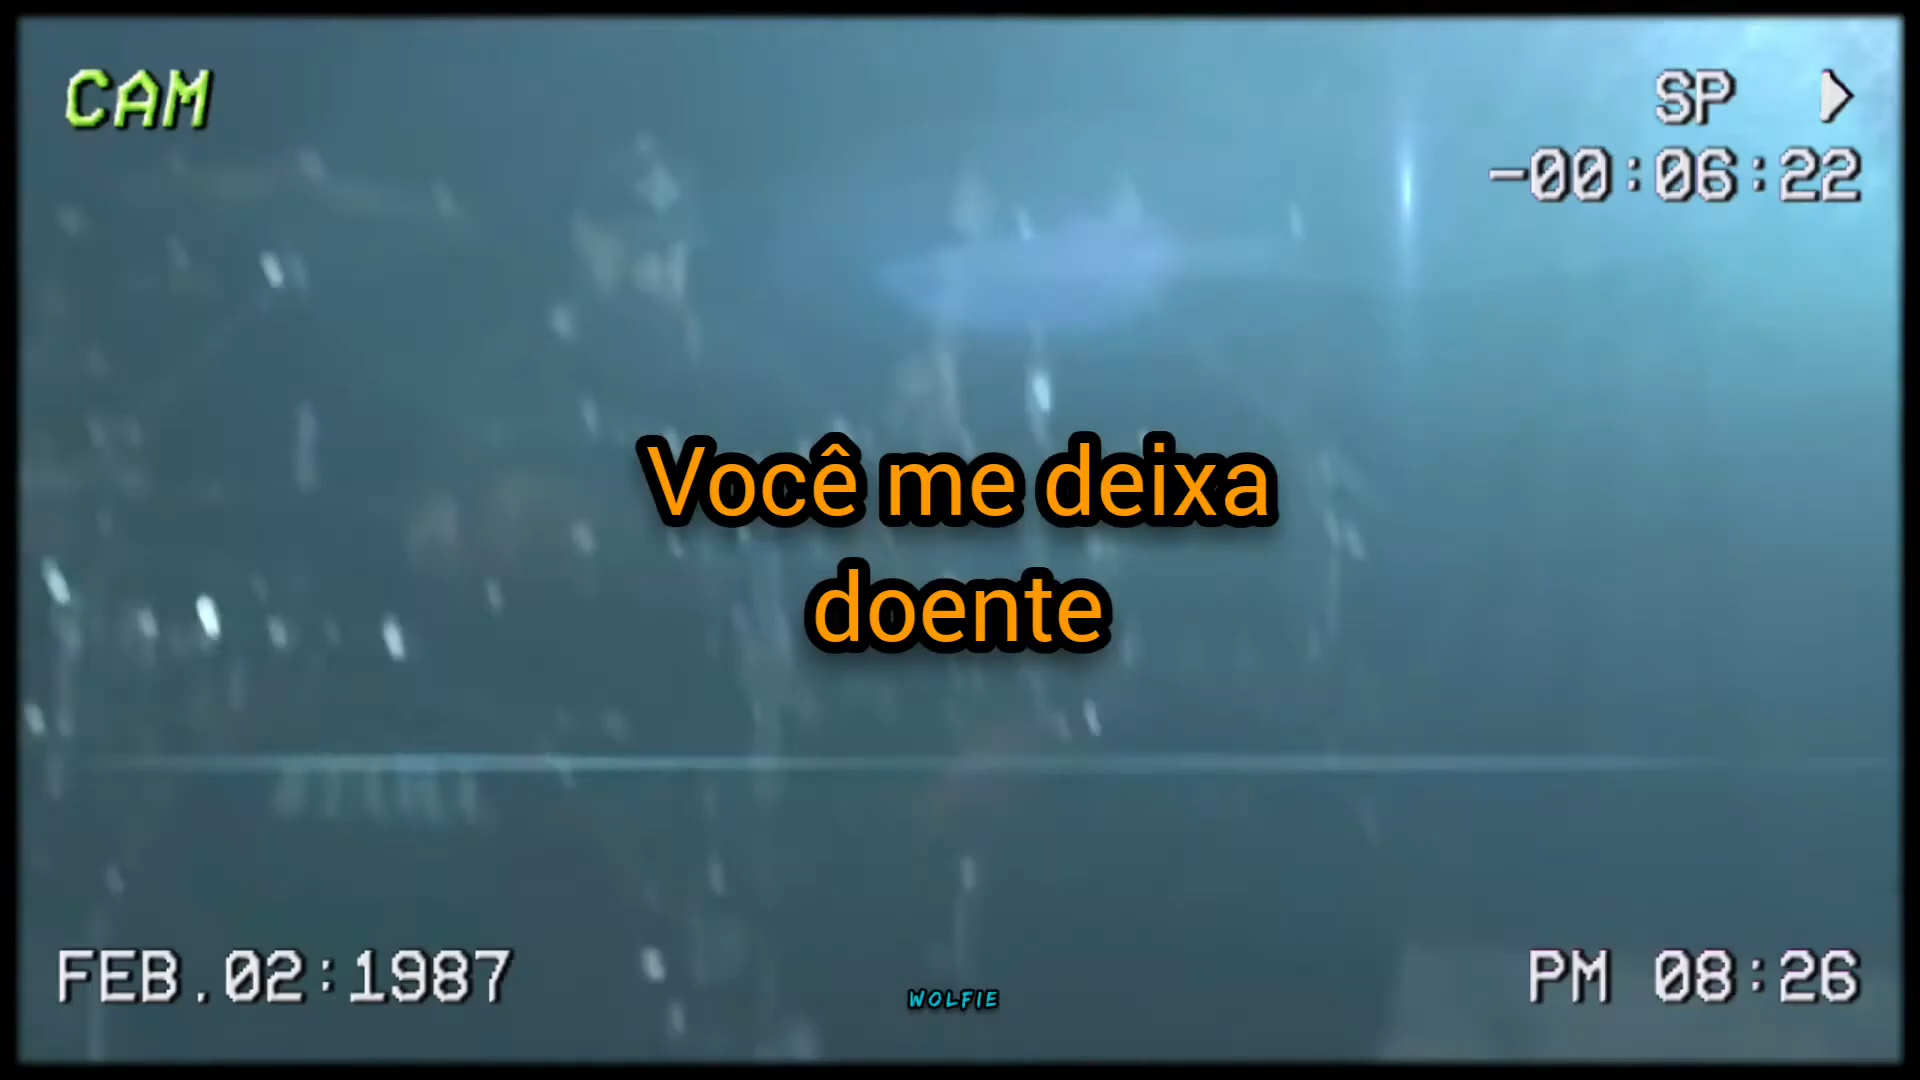 CAM
SP
-00:06:22
Você me deixa
doente
FEB.02:1987
WOLFIE
PM 08:26